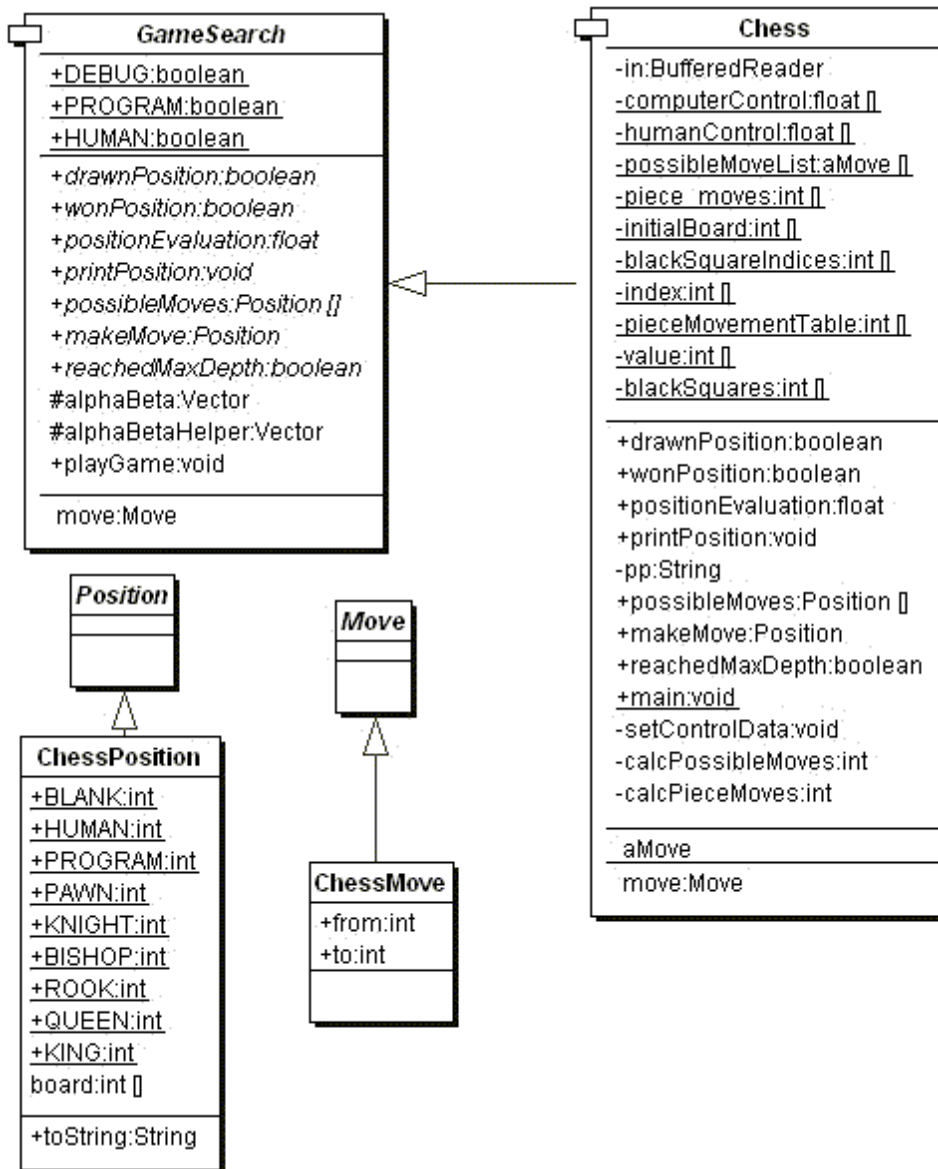 GameSearch
+DEBUG:boolean
+PROGRAM:boolean
+HUMAN:boolean
+drawnPosition:boolean
+wonPosition:boolean
+positionEvaluation:float
+printPosition:void
+possibleMoves:Position []
+makeMove:Position
+reachedMaxDepth:boolean
#alphaBeta:Vector
#alphaBetaHelper:Vector
+playGame:void
move:Move
Chess
-in:BufferedReader
-computerControl:float []
-humanControl:float []
-possibleMoveList:aMove []
-piece_moves:int []
-initialBoard:int []
-blackSquareIndices:int []
-index:int []
-pieceMovementTable:int []
-value:int []
-blackSquares:int []
+drawnPosition:boolean
+wonPosition:boolean
+positionEvaluation:float
+printPosition:void
-pp:String
+possibleMoves:Position []
+makeMove:Position
+reachedMaxDepth:boolean
+main:void
-setControlData:void
-calcPossibleMoves:int
-calcPieceMoves:int
aMove
move:Move
Position
Move
ChessPosition
+BLANK:int
+HUMAN:int
+PROGRAM:int
+PAWN:int
+KNIGHT:int
+BISHOP:int
+ROOK:int
+QUEEN:int
+KING:int
board:int []
+toString:String
ChessMove
+from:int
+to:int